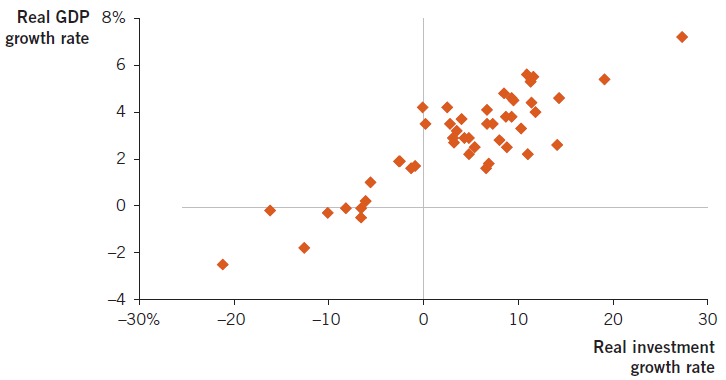 Real GDP 8%
growth rate
6
4
2
0
−2
−4
−30% −20 −10 0 10 20 30
Real investment
growth rate